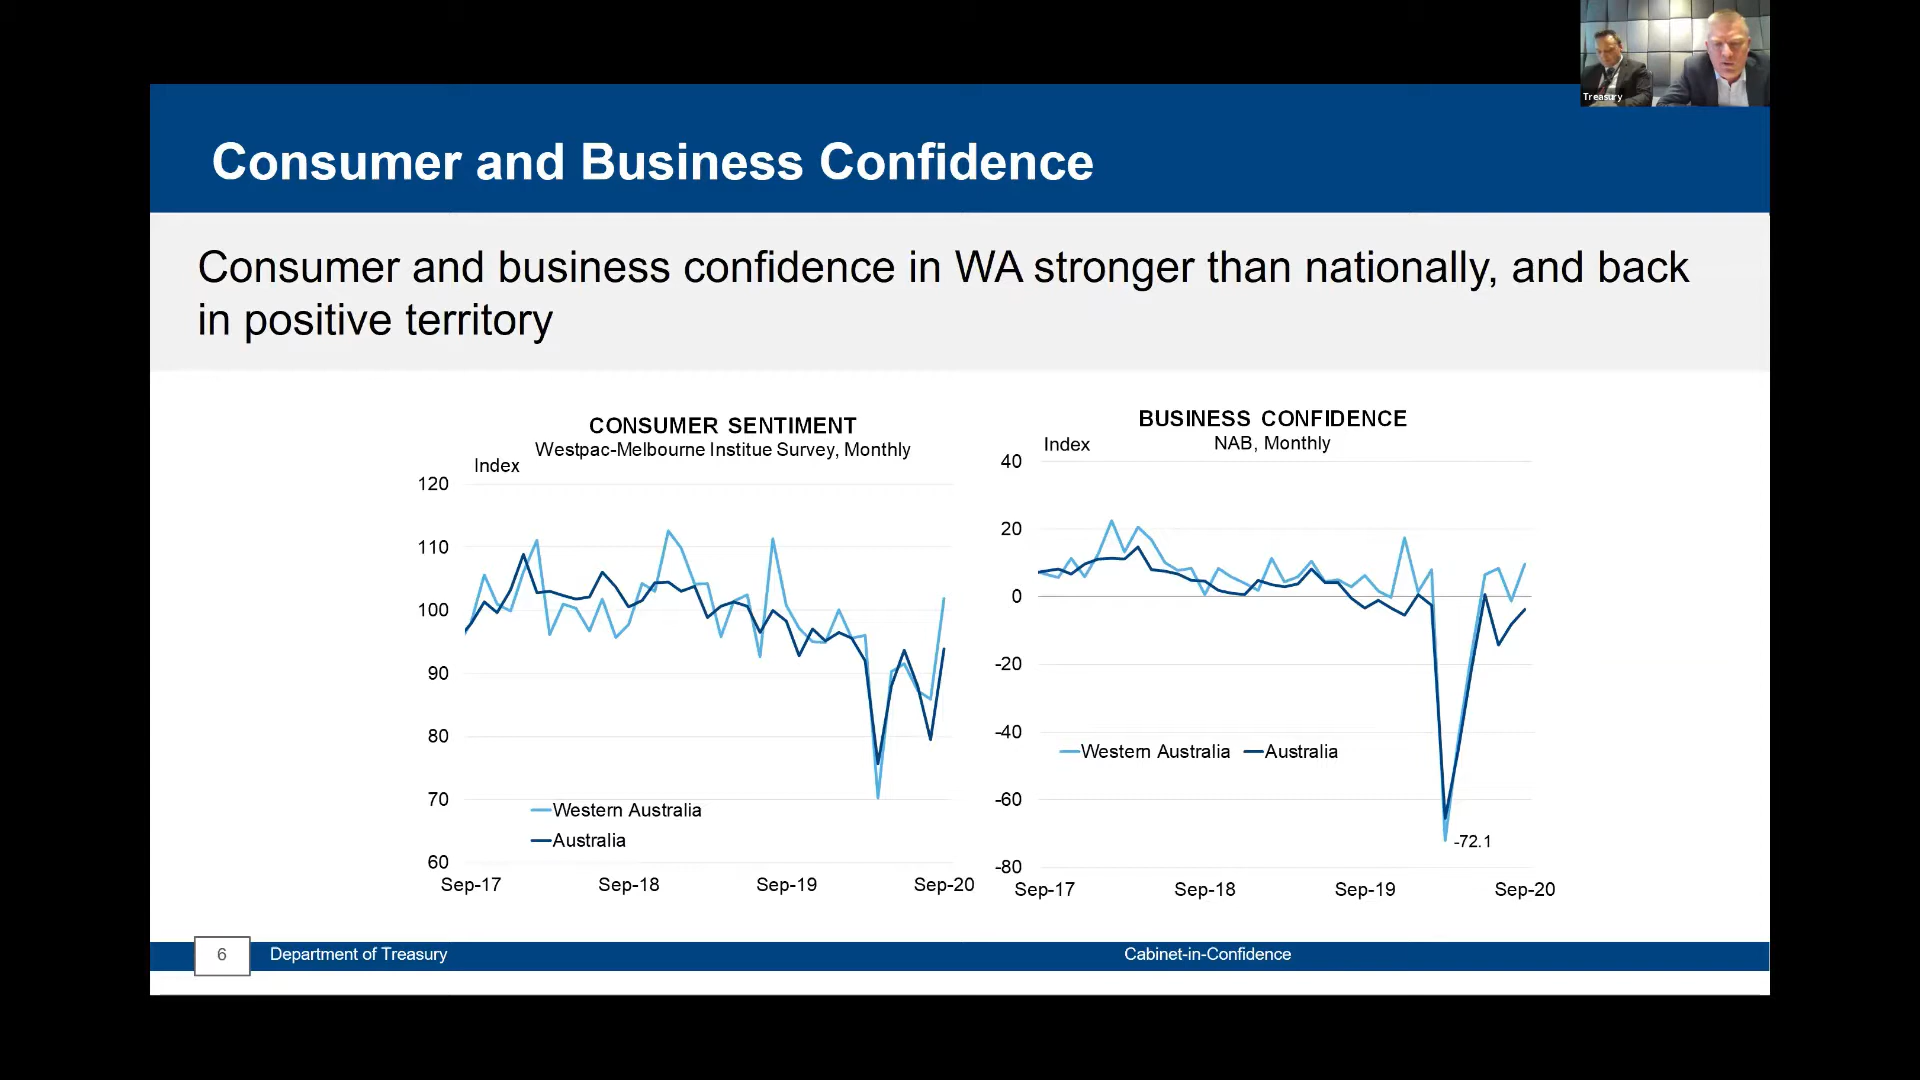 Treasury
Consumer and Business Confidence
Consumer and business confidence in WA stronger than nationally, and back
in positive territory
CONSUMER SENTIMENT
Westpac-Melbourne Institue Survey, Monthly
Index
120
110
100
90
80
70
60
Western Australia
Australia
Sep-17 Sep-18 Sep-19 Sep-20
BUSINESS CONFIDENCE
NAB, Monthly
Index
40
20
0
-20
-40
-60
-80
Western Australia Australia
-72.1
Sep-17 Sep-18 Sep-19 Sep-20
6 Department of Treasury Cabinet-in-Confidence